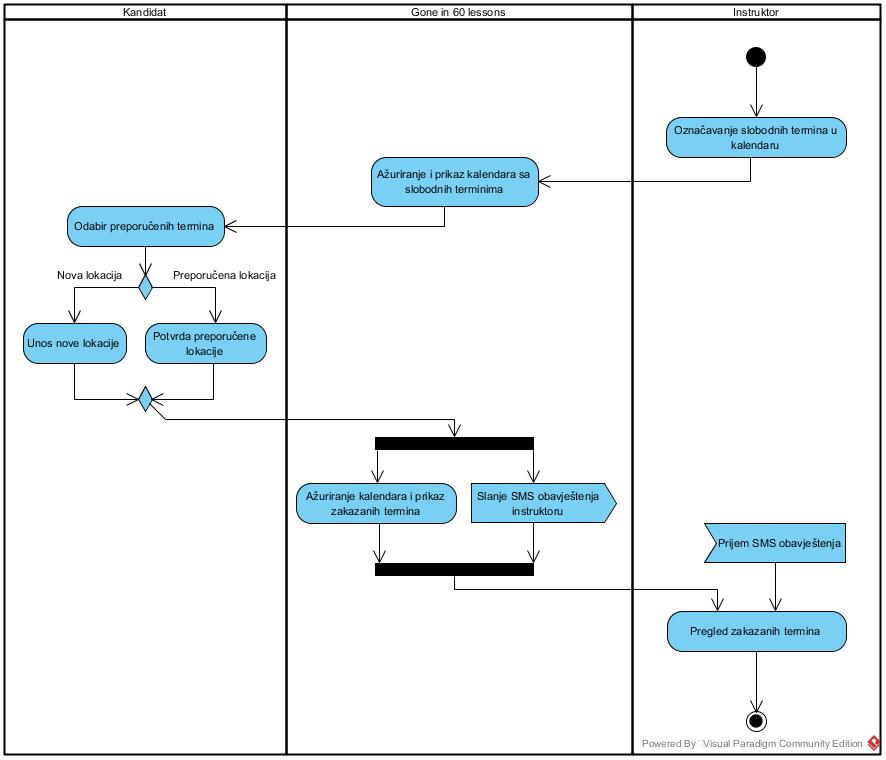 Kandidat
Gone in 60 lessons
Instruktor
Označavanje slobodnih termina u
kalendaru
Ažuriranje i prikaz kalendara sa
slobodnih terminima
Odabir preporučenih termina
Nova lokacija
Preporučena lokacija
Unos nove lokacije
Potvrda preporučene
lokacije
Ažuriranje kalendara i prikaz
zakazanih termina
Slanje SMS obavještenja
instruktoru
Prijem SMS obavještenja
Pregled zakazanih termina
Powered By Visual Paradigm Community Edition